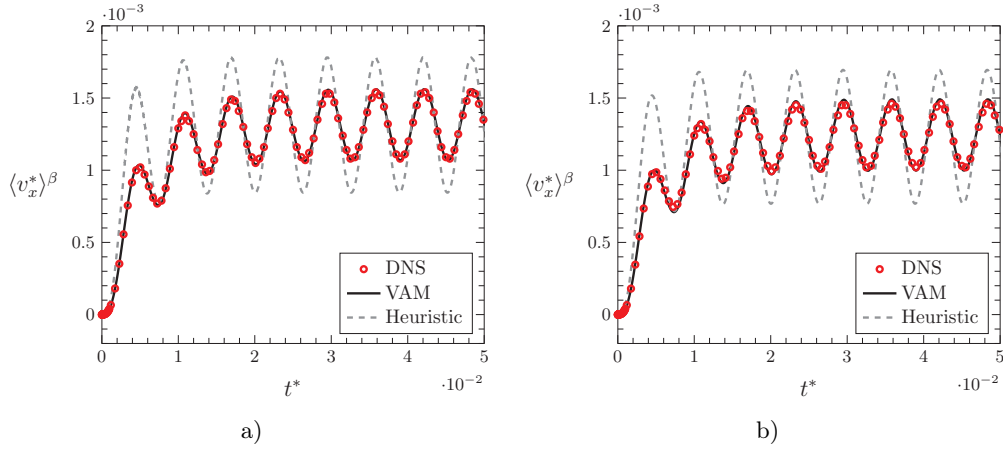 ·10⁻³
2
1.5
1
0.5
0
⟨v*ₓ⟩ᵝ
DNS
VAM
Heuristic
0 1 2 3 4 5
·10⁻²
t*
a)
·10⁻³
2
1.5
1
0.5
0
⟨v*ₓ⟩ᵝ
DNS
VAM
Heuristic
0 1 2 3 4 5
·10⁻²
t*
b)